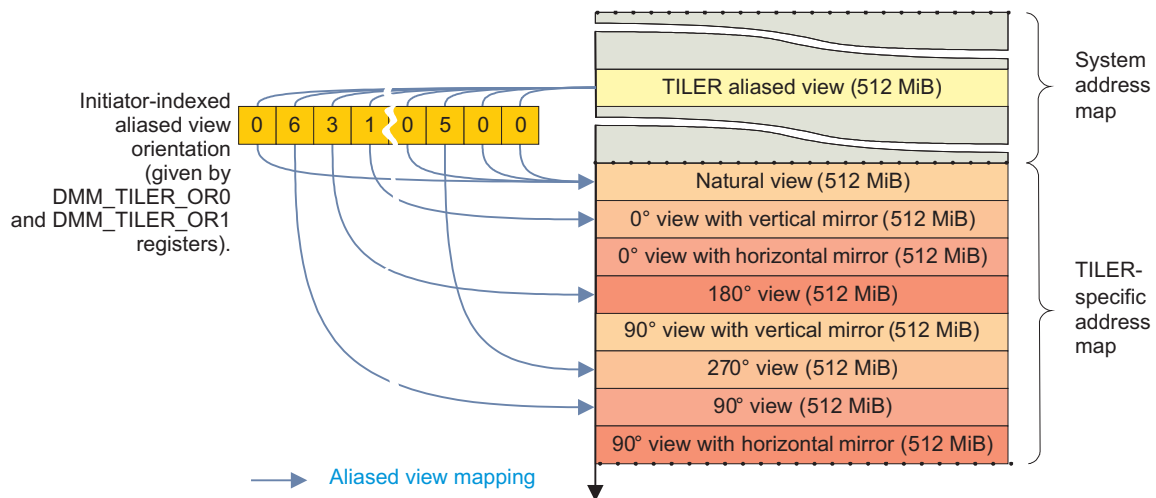 TILER aliased view (512 MiB)
System
address
map
Initiator-indexed
aliased view
orientation
(given by
DMM_TILER_OR0
and DMM_TILER_OR1
registers).
0 6 3 1 0 5 0 0
Natural view (512 MiB)
0° view with vertical mirror (512 MiB)
0° view with horizontal mirror (512 MiB)
180° view (512 MiB)
90° view with vertical mirror (512 MiB)
270° view (512 MiB)
90° view (512 MiB)
90° view with horizontal mirror (512 MiB)
TILER-
specific
address
map
Aliased view mapping